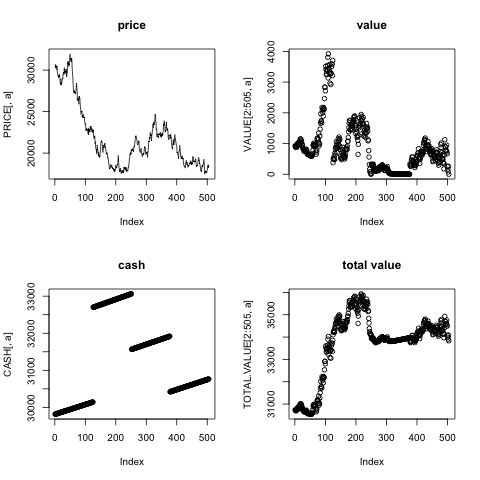 price
PRICE[, a]
20000 25000 30000
0 100 200 300 400 500
Index
value
VALUE[2:505, a]
0 1000 2000 3000 4000
0 100 200 300 400 500
Index
cash
CASH[, a]
30000 31000 32000 33000
0 100 200 300 400 500
Index
total value
TOTAL.VALUE[2:505, a]
31000 33000 35000
0 100 200 300 400 500
Index